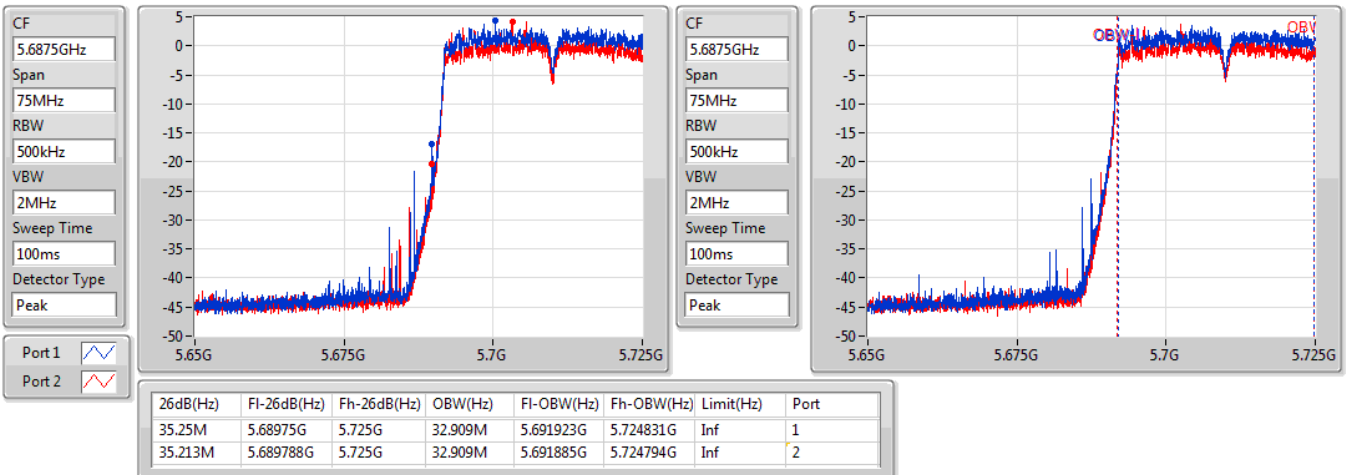 CF
5.6875GHz
Span
75MHz
RBW
500kHz
VBW
2MHz
Sweep Time
100ms
Detector Type
Peak
Port 1
Port 2
5
0
-5
-10
-15
-20
-25
-30
-35
-40
-45
-50
5.65G 5.675G 5.7G 5.725G
CF
5.6875GHz
Span
75MHz
RBW
500kHz
VBW
2MHz
Sweep Time
100ms
Detector Type
Peak
5
0
-5
-10
-15
-20
-25
-30
-35
-40
-45
-50
5.65G 5.675G 5.7G 5.725G
26dB(Hz) Fl-26dB(Hz) Fh-26dB(Hz) OBW(Hz) Fl-OBW(Hz) Fh-OBW(Hz) Limit(Hz) Port
35.25M 5.68975G 5.725G 32.909M 5.691923G 5.724831G Inf 1
35.213M 5.689788G 5.725G 32.909M 5.691885G 5.724794G Inf 2